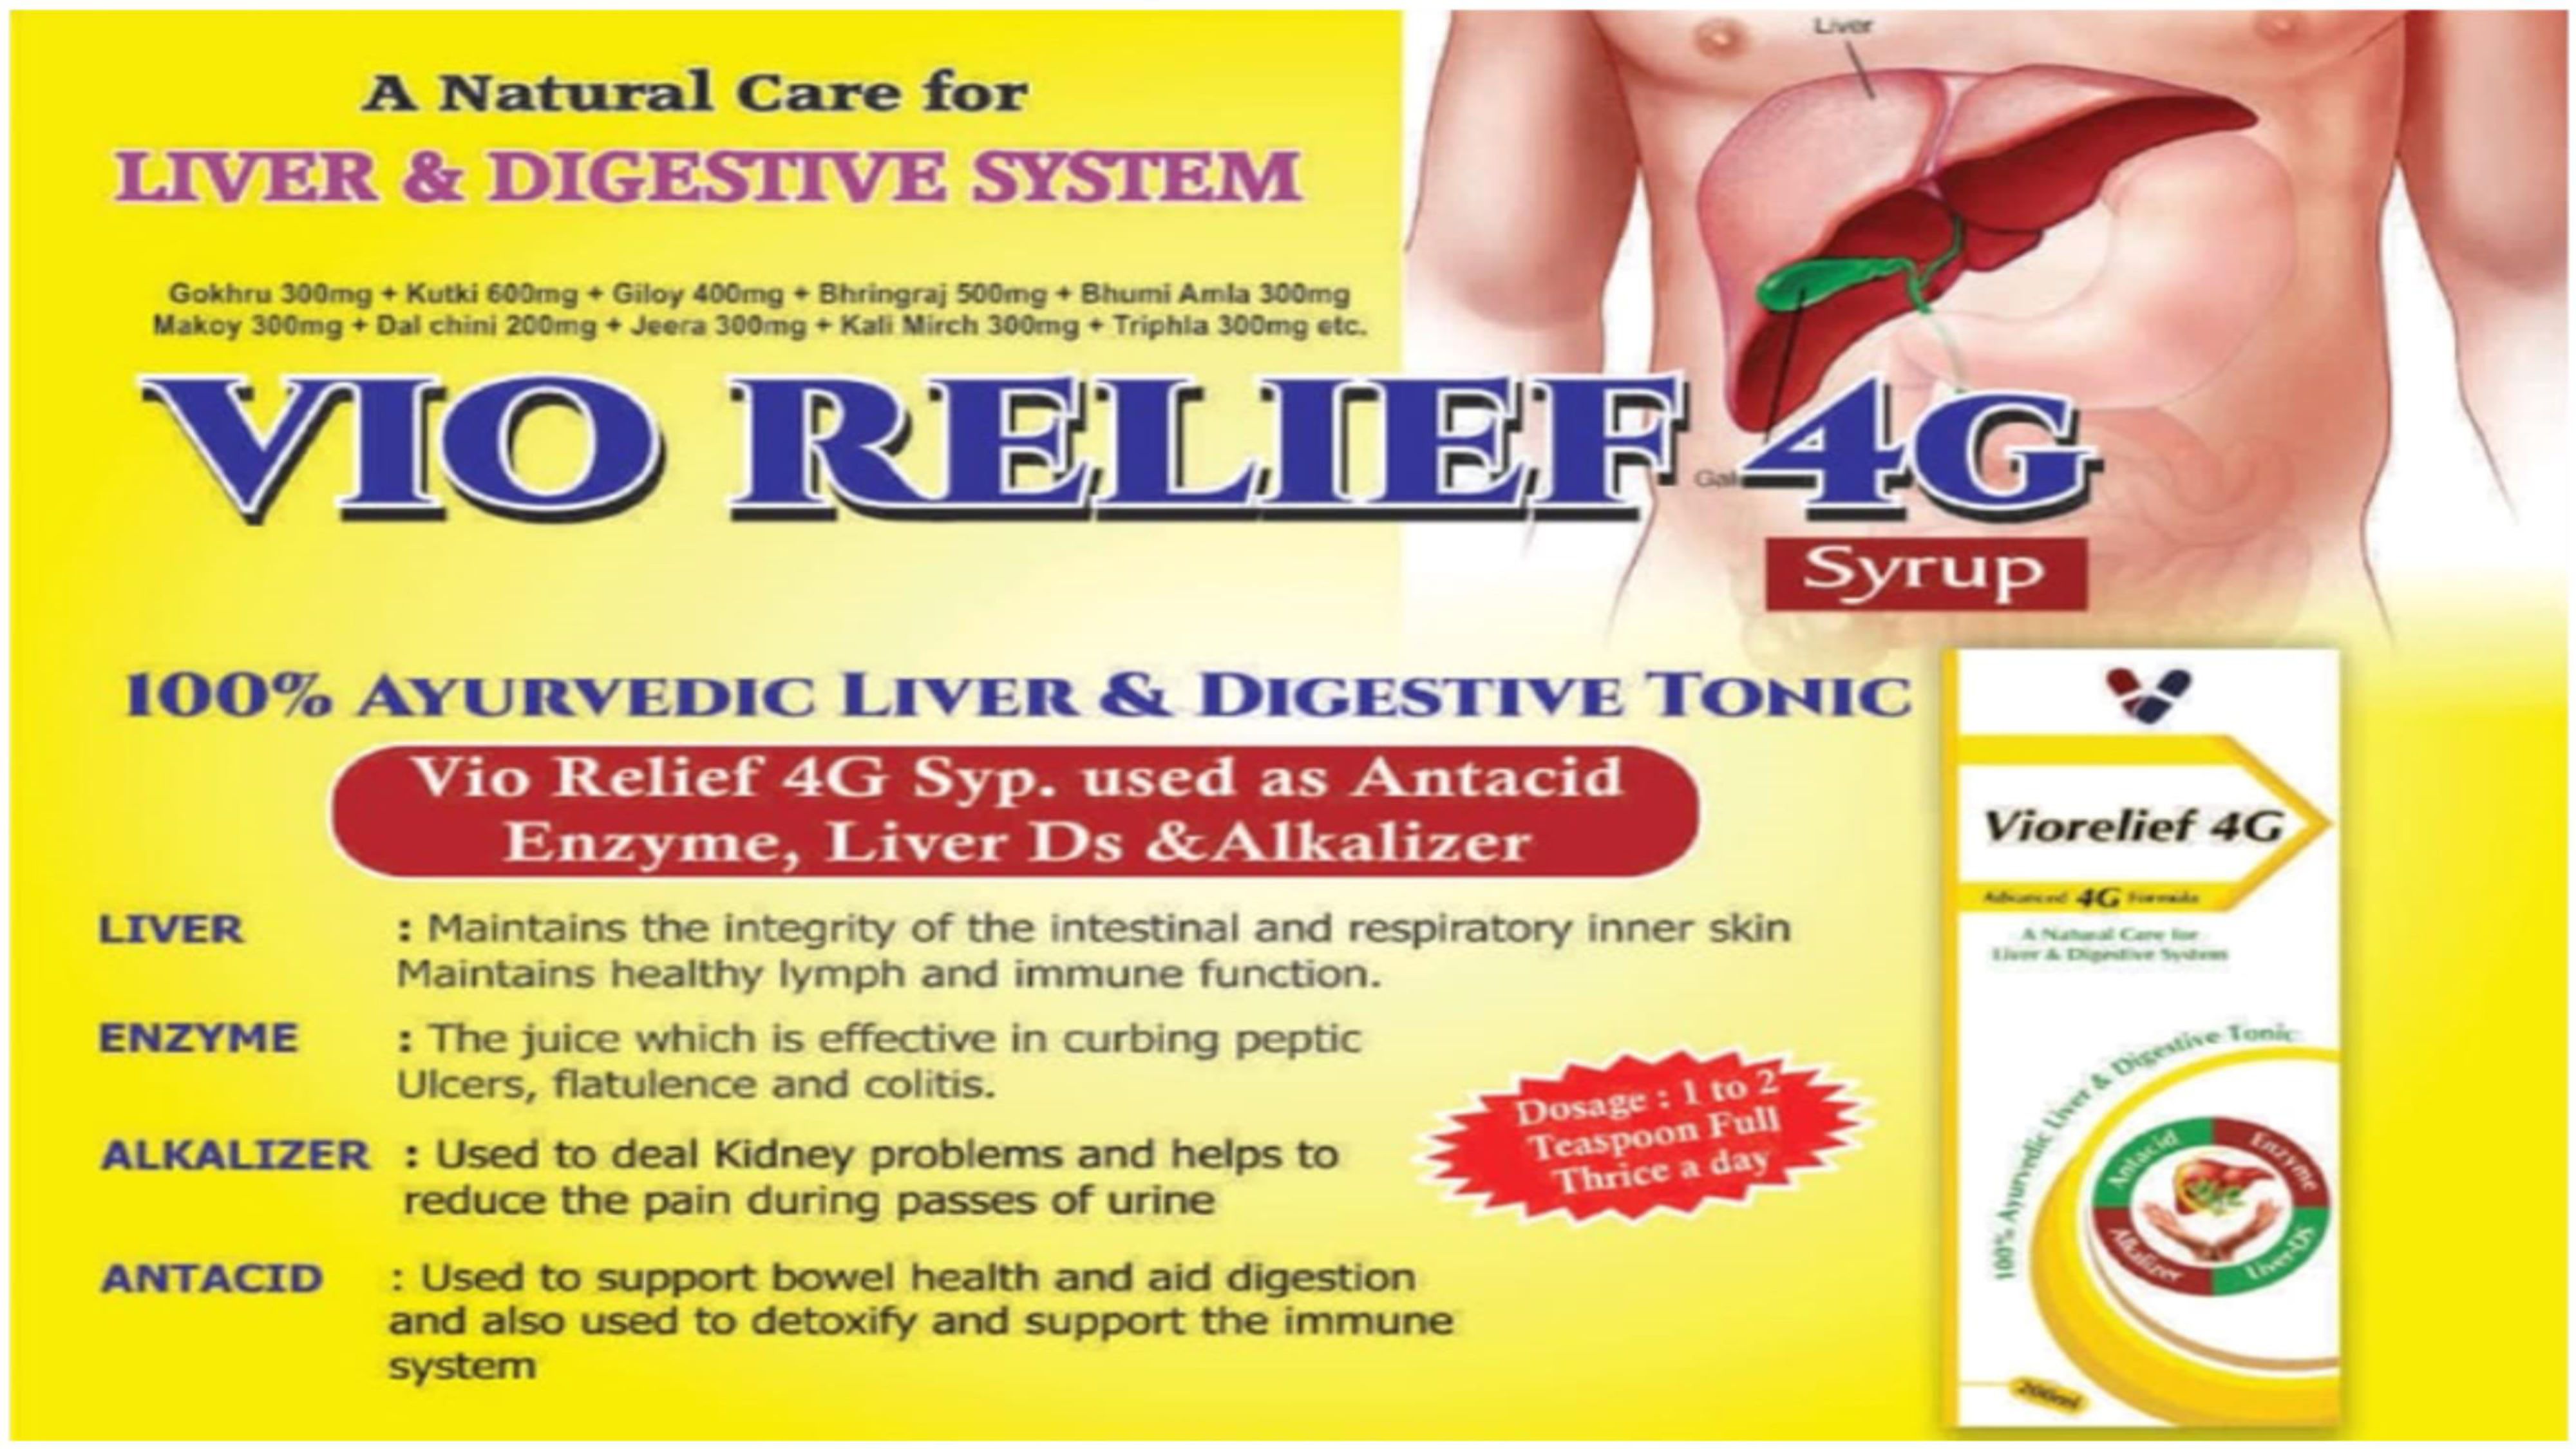 Liver
A Natural Care for
LIVER & DIGESTIVE SYSTEM
Gokhru 300mg + Kutki 600mg + Giloy 400mg + Bhringraj 500mg + Bhumi Amla 300mg
Makoy 300mg + Dal chini 200mg + Jeera 300mg + Kali Mirch 300mg + Triphla 300mg etc.
VIO RELIEF 4G
Syrup
100% AYURVEDIC LIVER & DIGESTIVE TONIC
Vio Relief 4G Syp. used as Antacid
Enzyme, Liver Ds &Alkalizer
LIVER : Maintains the integrity of the intestinal and respiratory inner skin
Maintains healthy lymph and immune function.
ENZYME : The juice which is effective in curbing peptic
Ulcers, flatulence and colitis.
ALKALIZER : Used to deal Kidney problems and helps to
reduce the pain during passes of urine
ANTACID : Used to support bowel health and aid digestion
and also used to detoxify and support the immune
system
Dosage : 1 to 2
Teaspoon Full
Thrice a day
Viorelief 4G
Advanced 4G Formula
A Natural Care for
Liver & Digestive System
100% Ayurvedic Liver & Digestive Tonic
Antacid
Enzyme
Alkalizer
Liver-Ds
200ml